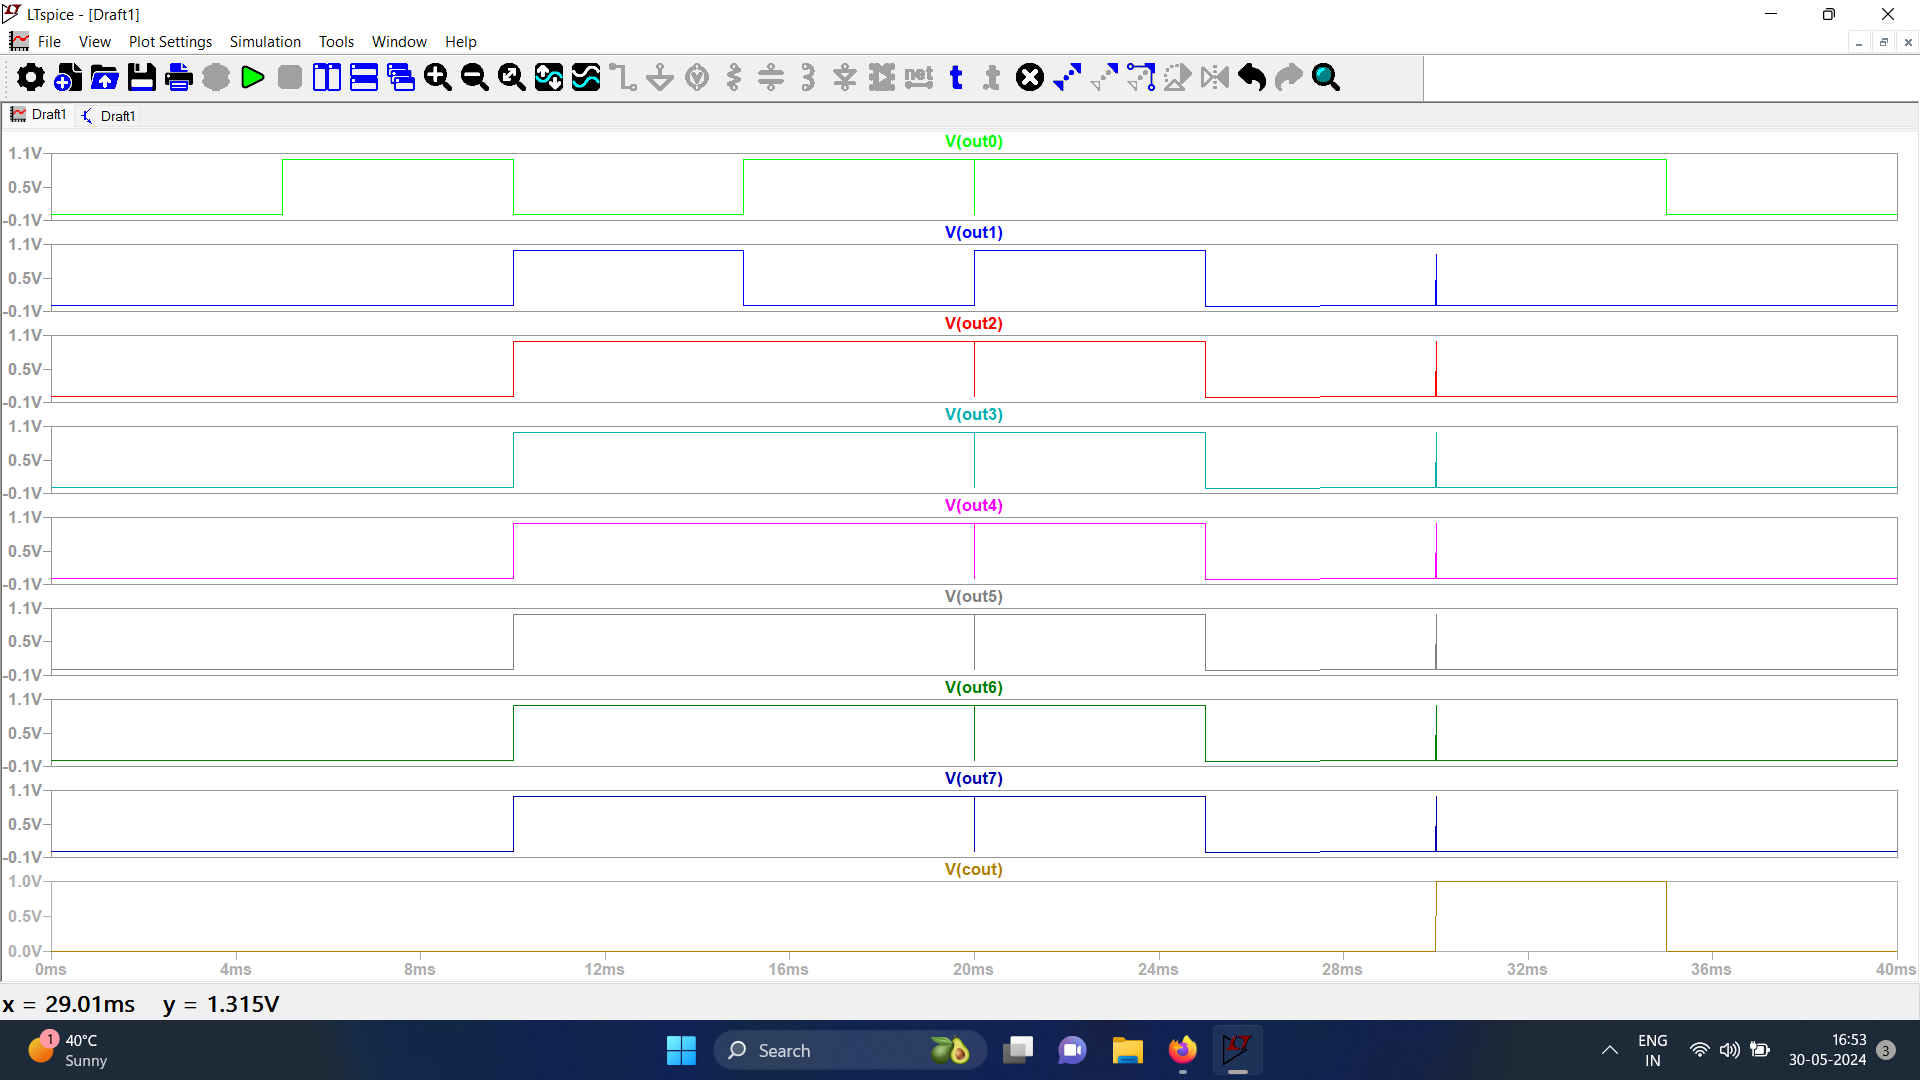 LTspice - [Draft1]
File View Plot Settings Simulation Tools Window Help
net t .t
Draft1 Draft1
V(out0)
1.1V
0.5V
-0.1V
V(out1)
1.1V
0.5V
-0.1V
V(out2)
1.1V
0.5V
-0.1V
V(out3)
1.1V
0.5V
-0.1V
V(out4)
1.1V
0.5V
-0.1V
V(out5)
1.1V
0.5V
-0.1V
V(out6)
1.1V
0.5V
-0.1V
V(out7)
1.1V
0.5V
-0.1V
V(cout)
1.0V
0.5V
0.0V
0ms 4ms 8ms 12ms 16ms 20ms 24ms 28ms 32ms 36ms 40ms
x = 29.01ms y = 1.315V
1
40°C
Sunny
Search
ENG
IN
16:53
30-05-2024
3